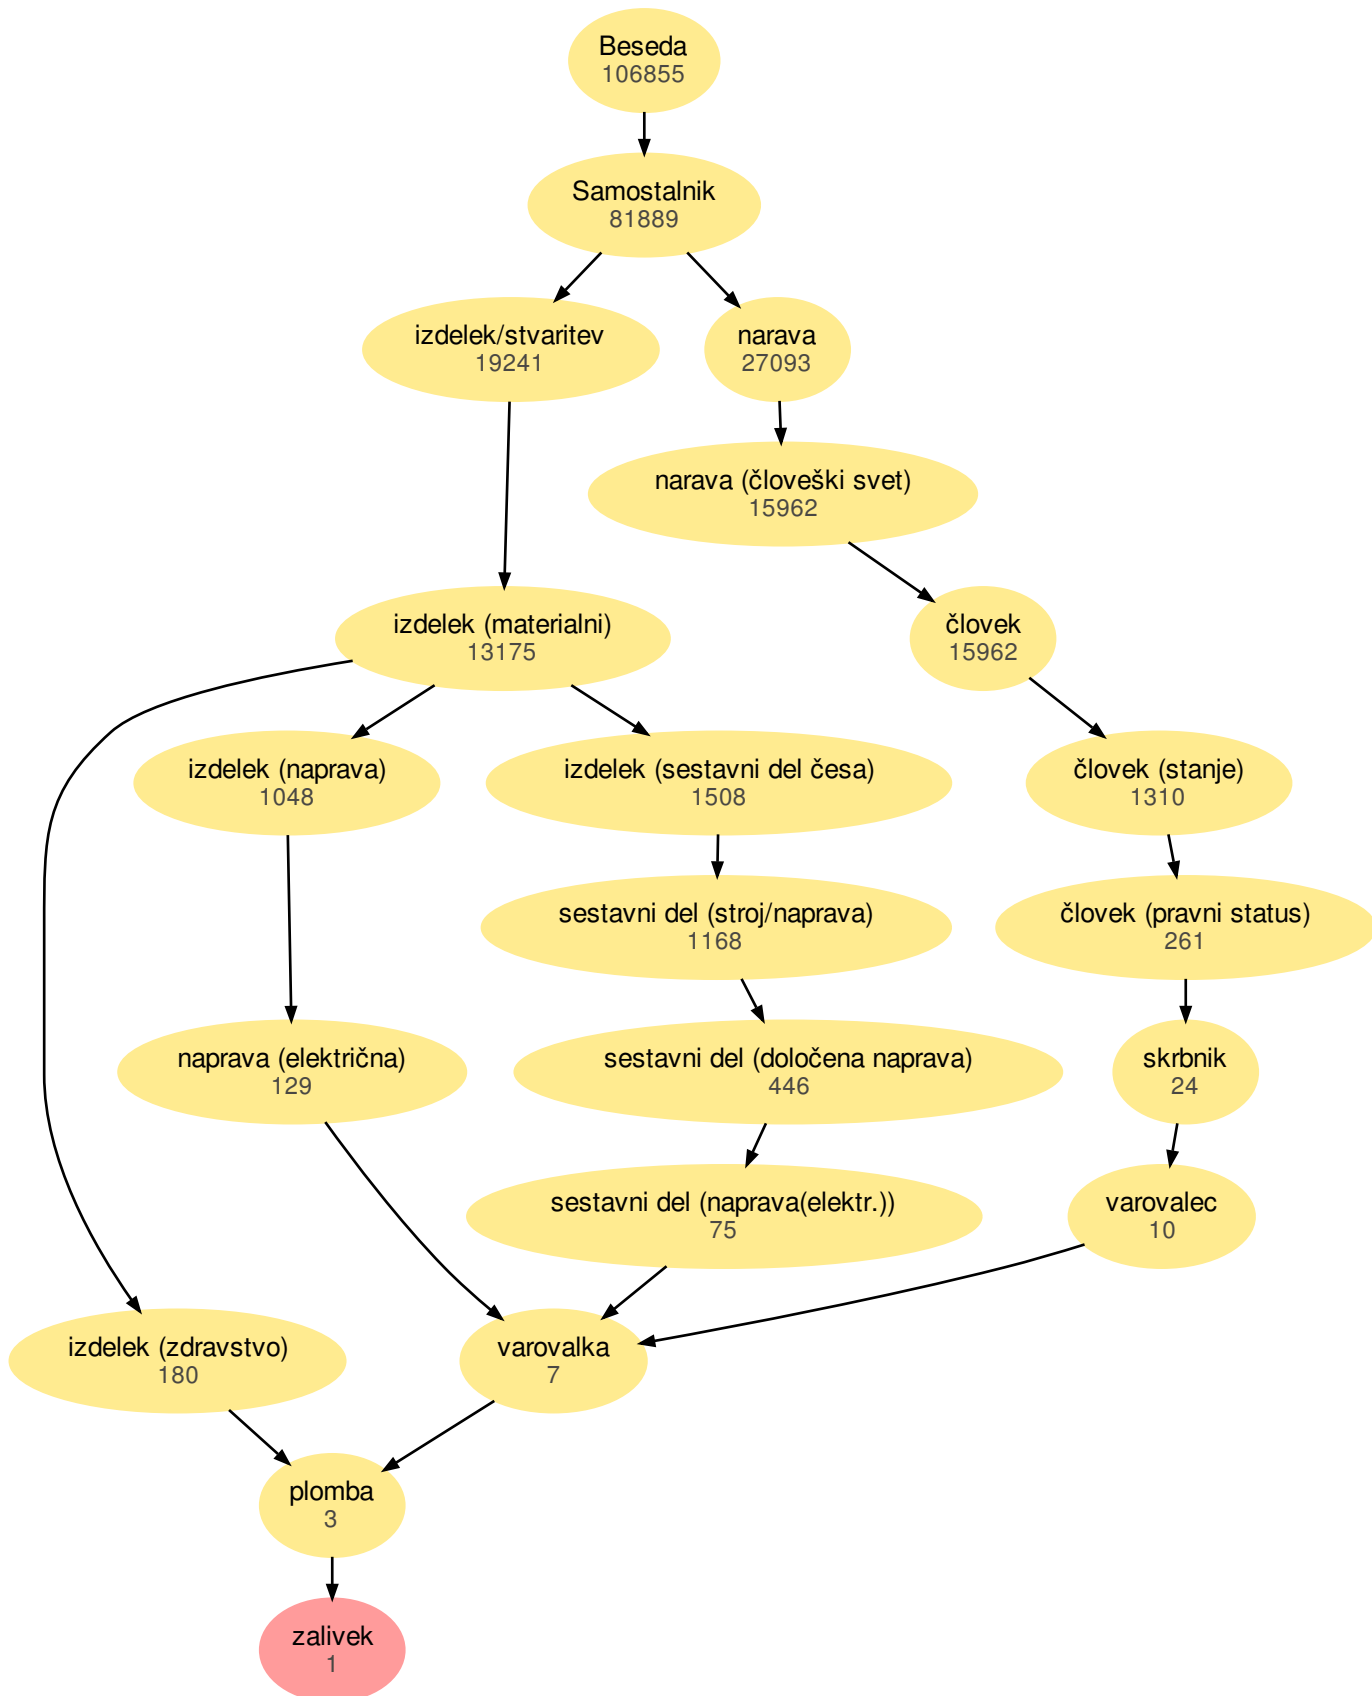 Beseda
106855
Samostalnik
81889
izdelek/stvaritev
19241
narava
27093
narava (človeški svet)
15962
izdelek (materialni)
13175
človek
15962
izdelek (naprava)
1048
izdelek (sestavni del česa)
1508
človek (stanje)
1310
sestavni del (stroj/naprava)
1168
človek (pravni status)
261
naprava (električna)
129
sestavni del (določena naprava)
446
skrbnik
24
sestavni del (naprava(elektr.))
75
varovalec
10
izdelek (zdravstvo)
180
varovalka
7
plomba
3
zalivek
1